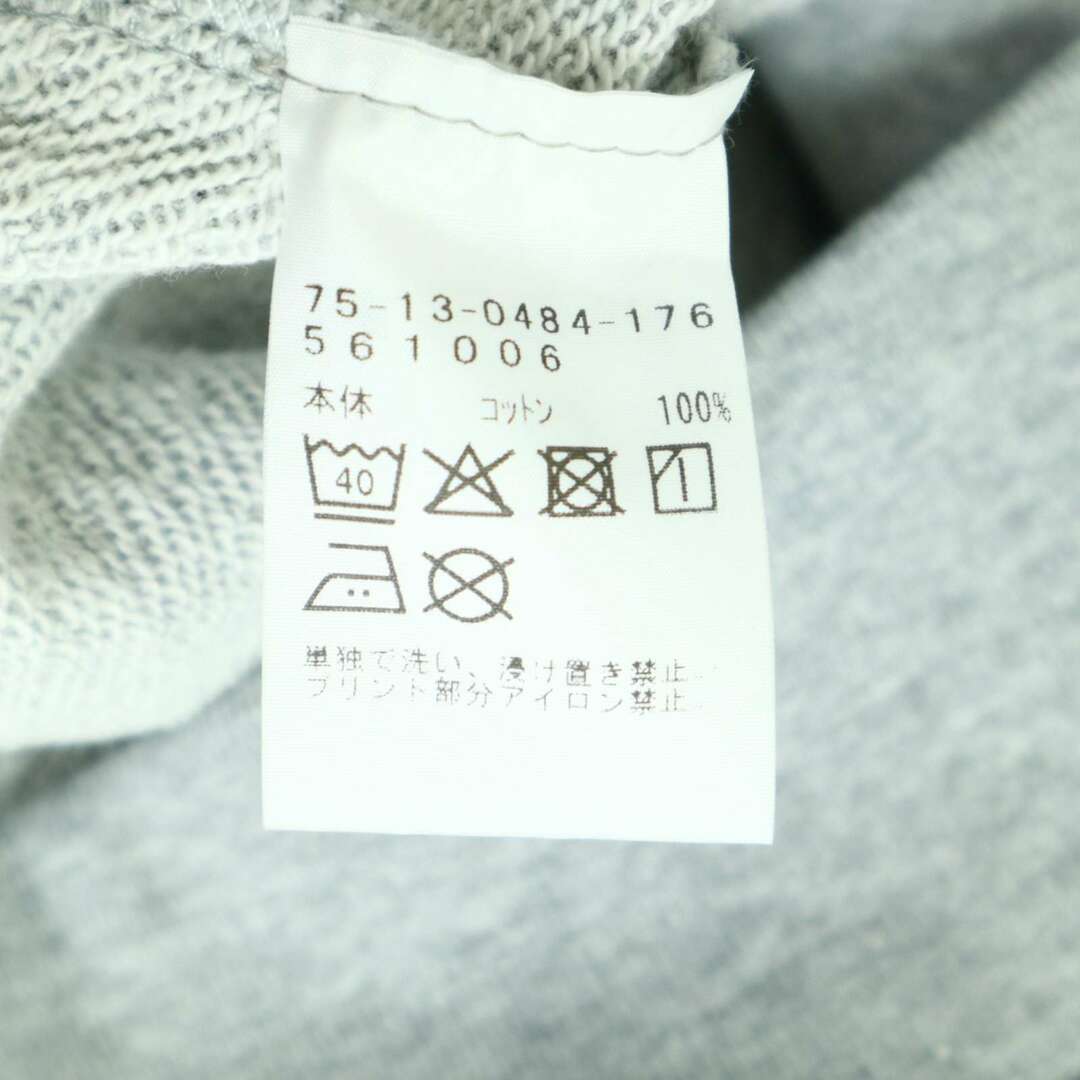 75-13-0484-176
561006
本体 コットン 100%
40
単独で洗い、浸け置き禁止。
プリント部分アイロン禁止。